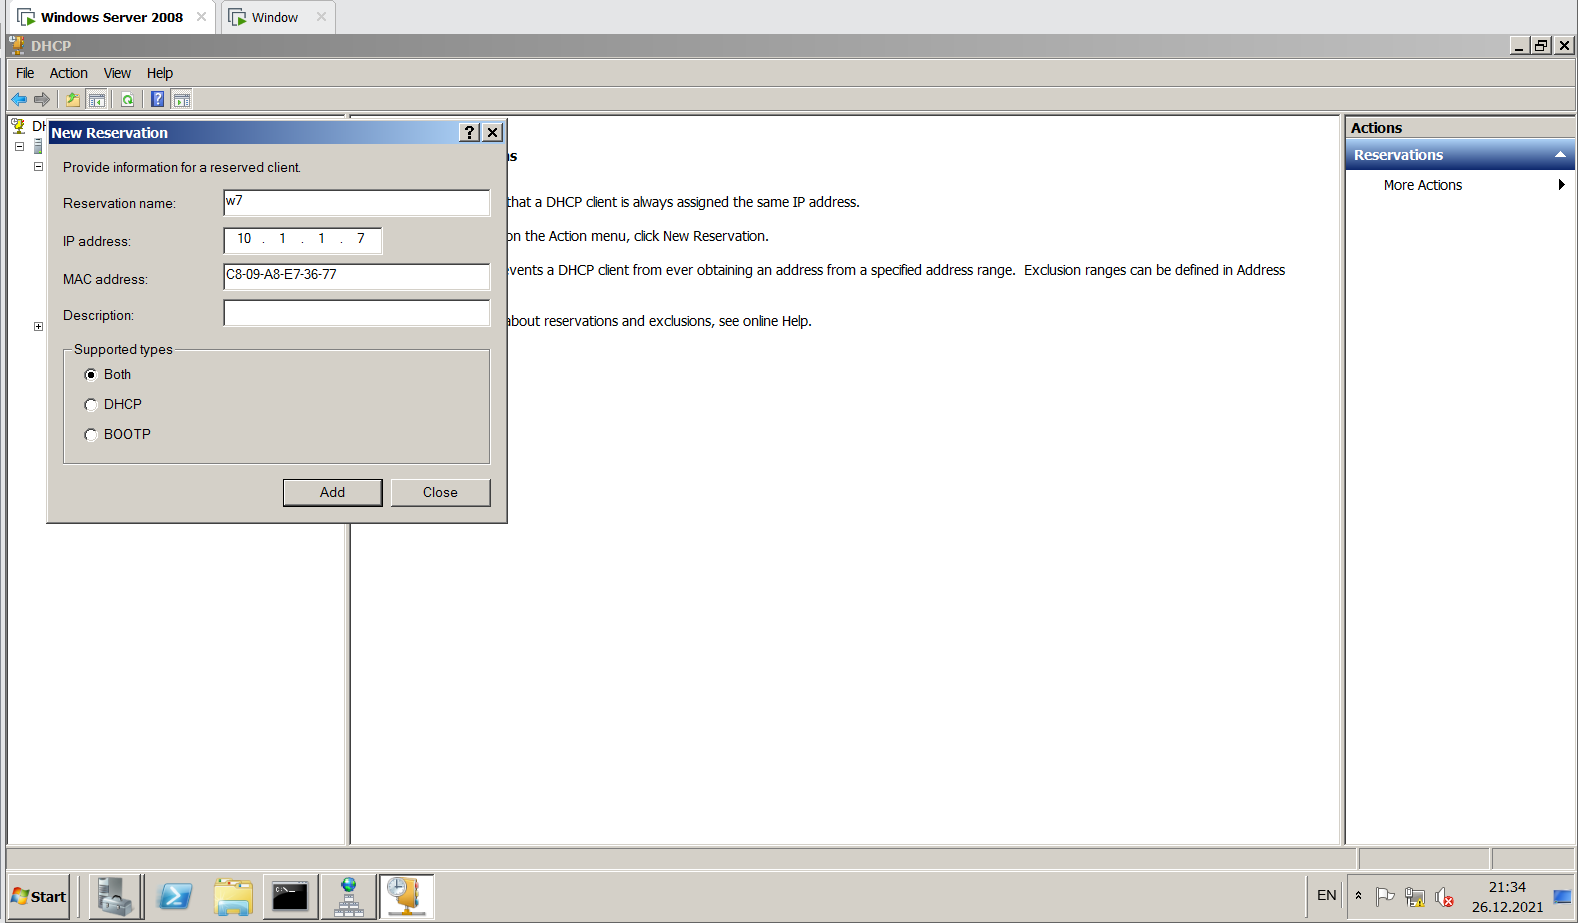 Windows Server 2008
Window
DHCP
File Action View Help
DH
New Reservation
Provide information for a reserved client.
Reservation name: w7
IP address: 10 . 1 . 1 . 7
MAC address: C8-09-A8-E7-36-77
Description:
Supported types
Both
DHCP
BOOTP
Add Close
ns
that a DHCP client is always assigned the same IP address.
on the Action menu, click New Reservation.
events a DHCP client from ever obtaining an address from a specified address range. Exclusion ranges can be defined in Address
about reservations and exclusions, see online Help.
Actions
Reservations
More Actions
Start
C:\
EN
21:34
26.12.2021